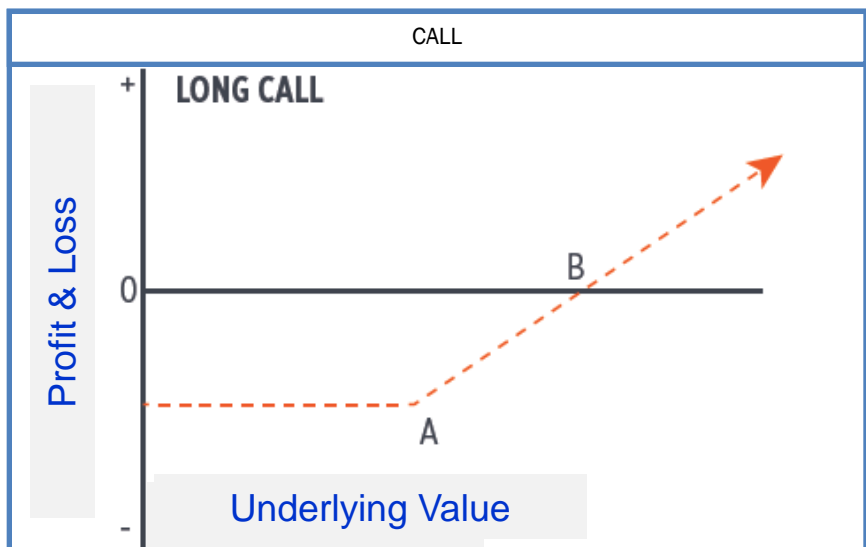 CALL
+
LONG CALL
Profit & Loss
B
0
A
Underlying Value
-